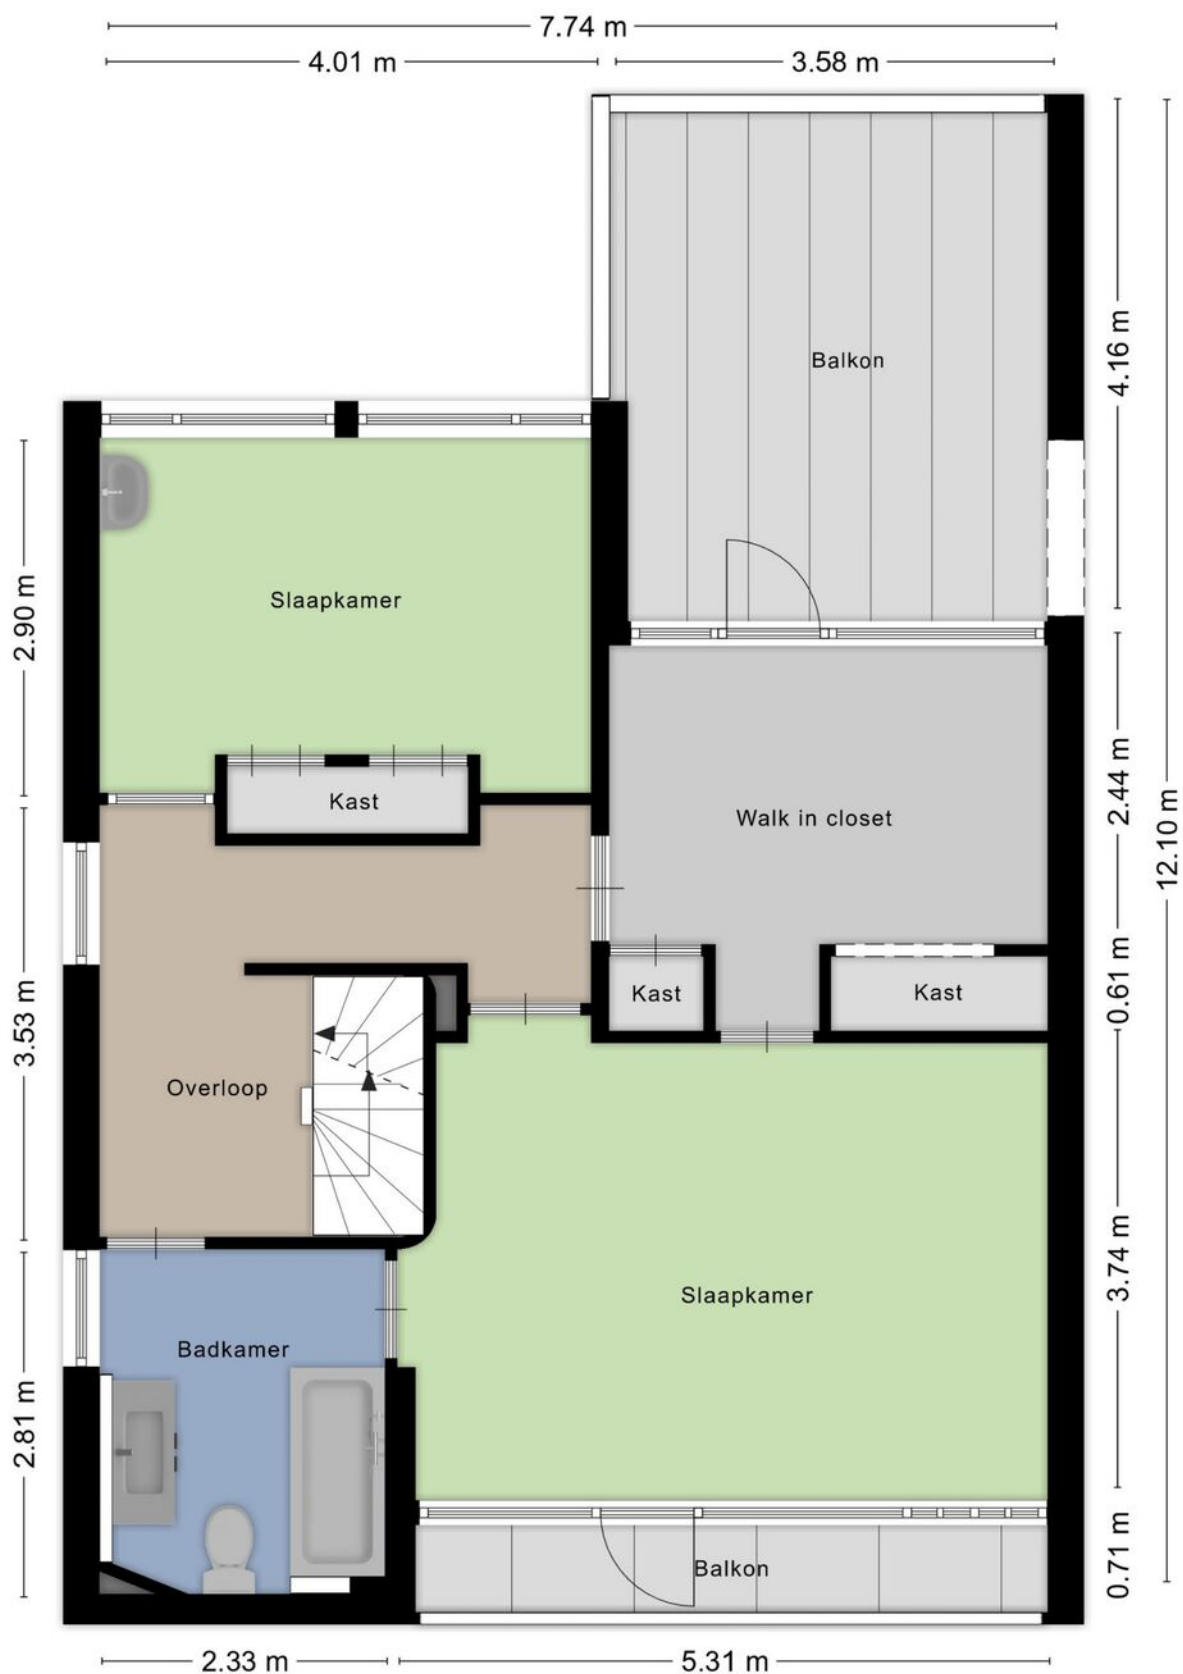 7.74 m
4.01 m
3.58 m
4.16 m
Balkon
2.90 m
Slaapkamer
12.10 m
2.44 m
Kast
Walk in closet
0.61 m
Kast
Kast
3.53 m
Overloop
3.74 m
Slaapkamer
Badkamer
2.81 m
0.71 m
Balkon
2.33 m
5.31 m